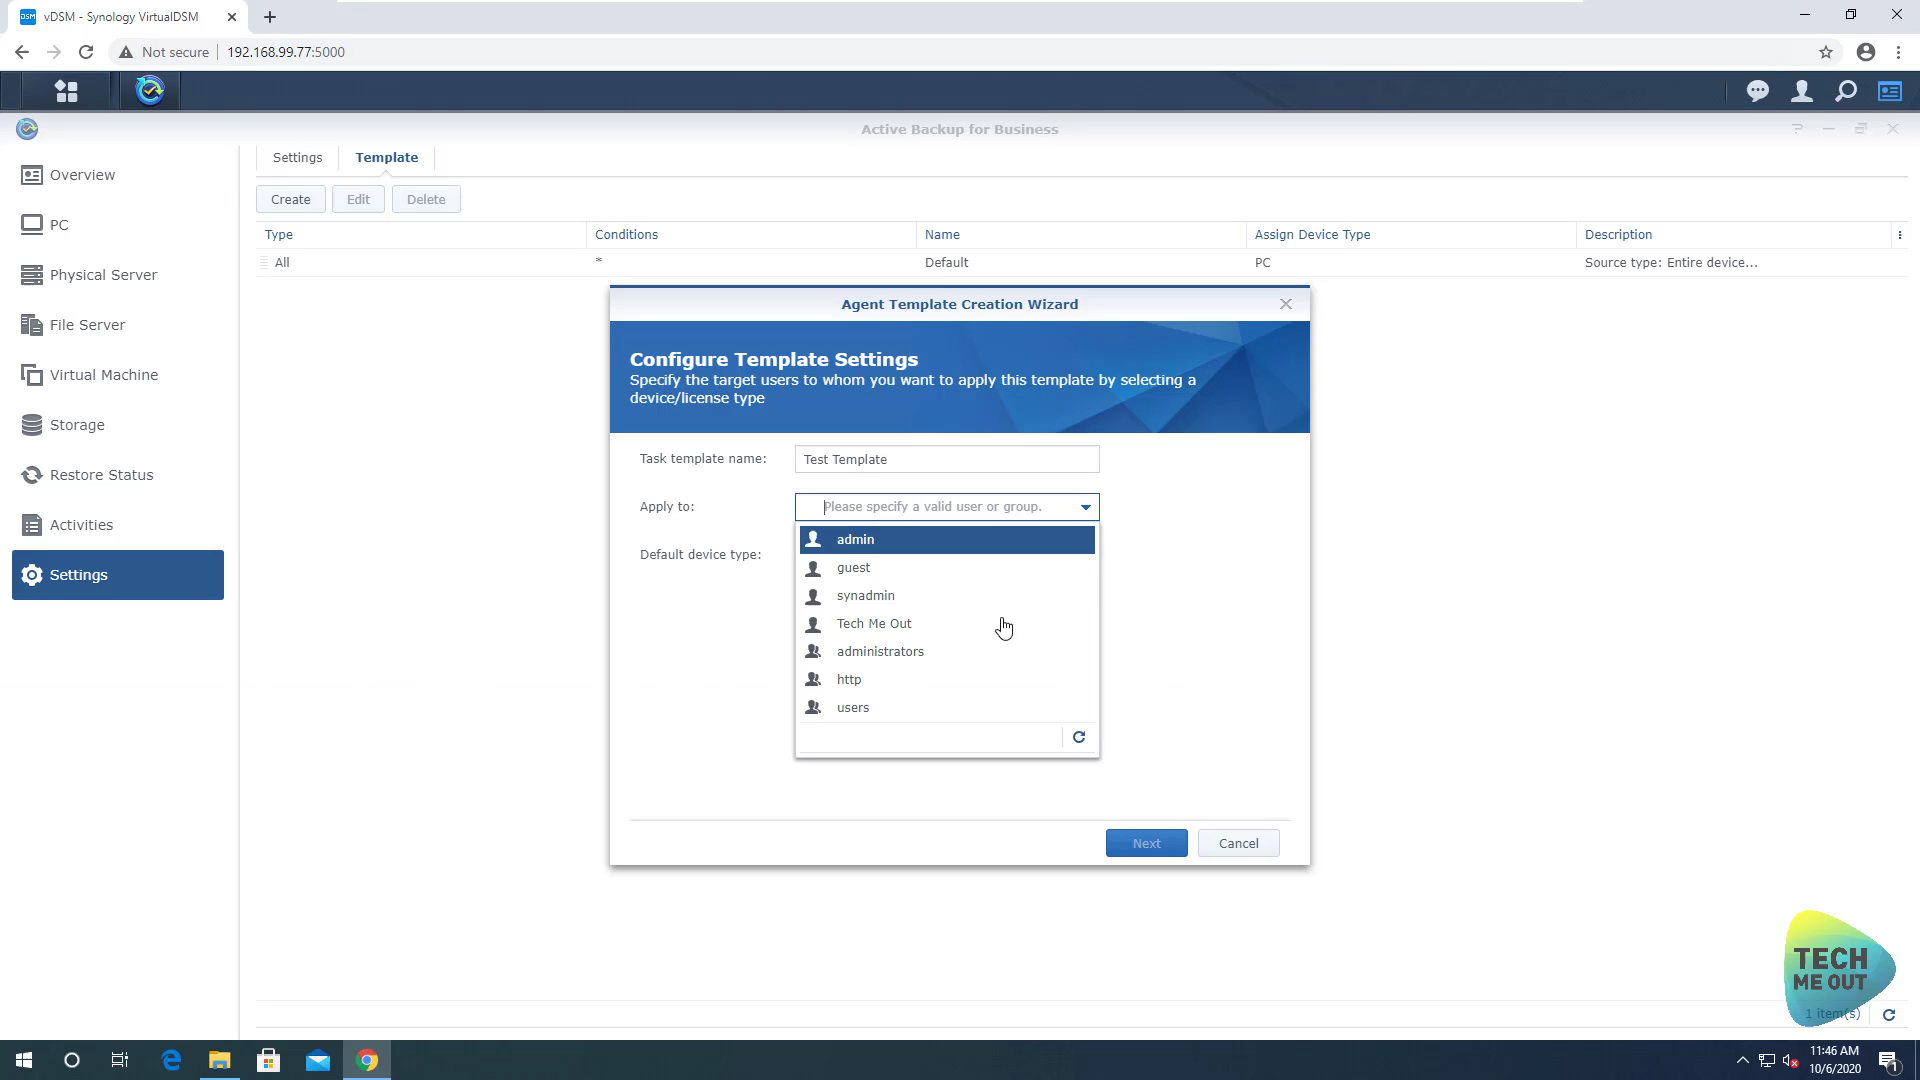 vDSM - Synology VirtualDSM
Not secure
192.168.99.77:5000
Active Backup for Business
Overview
PC
Physical Server
File Server
Virtual Machine
Storage
Restore Status
Activities
Settings
Settings
Template
Create
Edit
Delete
Type
Conditions
Name
Assign Device Type
Description
All
*
Default
PC
Source type: Entire device...
Agent Template Creation Wizard
Configure Template Settings
Specify the target users to whom you want to apply this template by selecting a
device/license type
Task template name:
Test Template
Apply to:
Please specify a valid user or group.
Default device type:
admin
guest
synadmin
Tech Me Out
administrators
http
users
Next
Cancel
TECH
ME OUT
1 item(s)
11:46 AM
10/6/2020
1